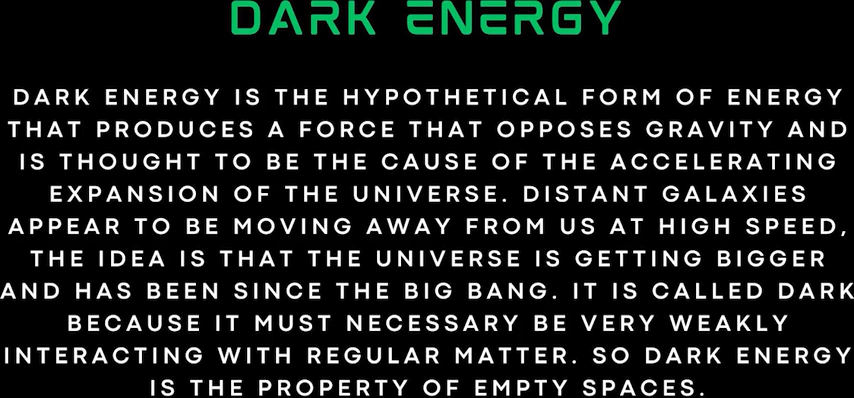 DARK ENERGY
DARK ENERGY IS THE HYPOTHETICAL FORM OF ENERGY
THAT PRODUCES A FORCE THAT OPPOSES GRAVITY AND
IS THOUGHT TO BE THE CAUSE OF THE ACCELERATING
EXPANSION OF THE UNIVERSE. DISTANT GALAXIES
APPEAR TO BE MOVING AWAY FROM US AT HIGH SPEED,
THE IDEA IS THAT THE UNIVERSE IS GETTING BIGGER
AND HAS BEEN SINCE THE BIG BANG. IT IS CALLED DARK
BECAUSE IT MUST NECESSARY BE VERY WEAKLY
INTERACTING WITH REGULAR MATTER. SO DARK ENERGY
IS THE PROPERTY OF EMPTY SPACES.